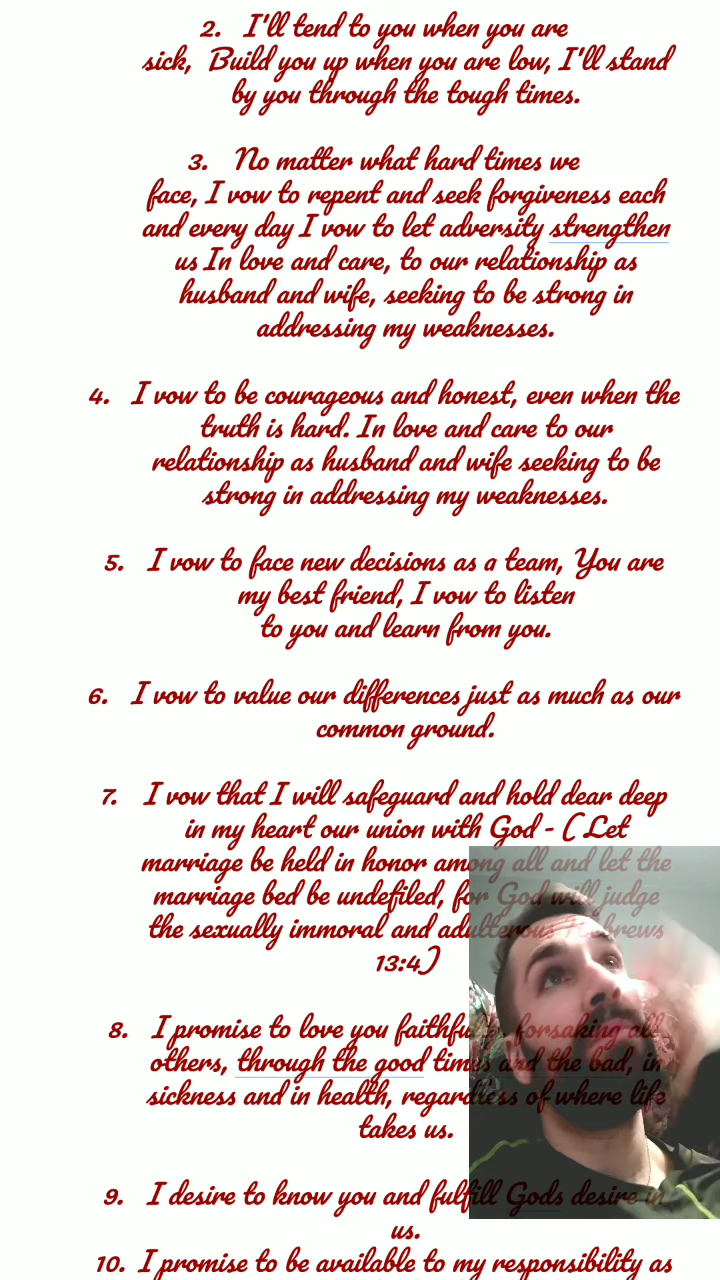 2. I'll tend to you when you are
sick, Build you up when you are low, I'll stand
by you through the tough times.
3. No matter what hard times we
face, I vow to repent and seek forgiveness each
and every day I vow to let adversity strengthen
us In love and care, to our relationship as
husband and wife, seeking to be strong in
addressing my weaknesses.
4. I vow to be courageous and honest, even when the
truth is hard. In love and care to our
relationship as husband and wife seeking to be
strong in addressing my weaknesses.
5. I vow to face new decisions as a team, You are
my best friend, I vow to listen
to you and learn from you.
6. I vow to value our differences just as much as our
common ground.
7. I vow that I will safeguard and hold dear deep
in my heart our union with God - ( Let
marriage be held in honor among all and let the
marriage bed be undefiled, for God will judge
the sexually immoral and adulterous Hebrews
13:4)
8. I promise to love you faithfully, forsaking all
others, through the good times and the bad, in
sickness and in health, regardless of where life
takes us.
9. I desire to know you and fulfill Gods desire in
us.
10. I promise to be available to my responsibility as